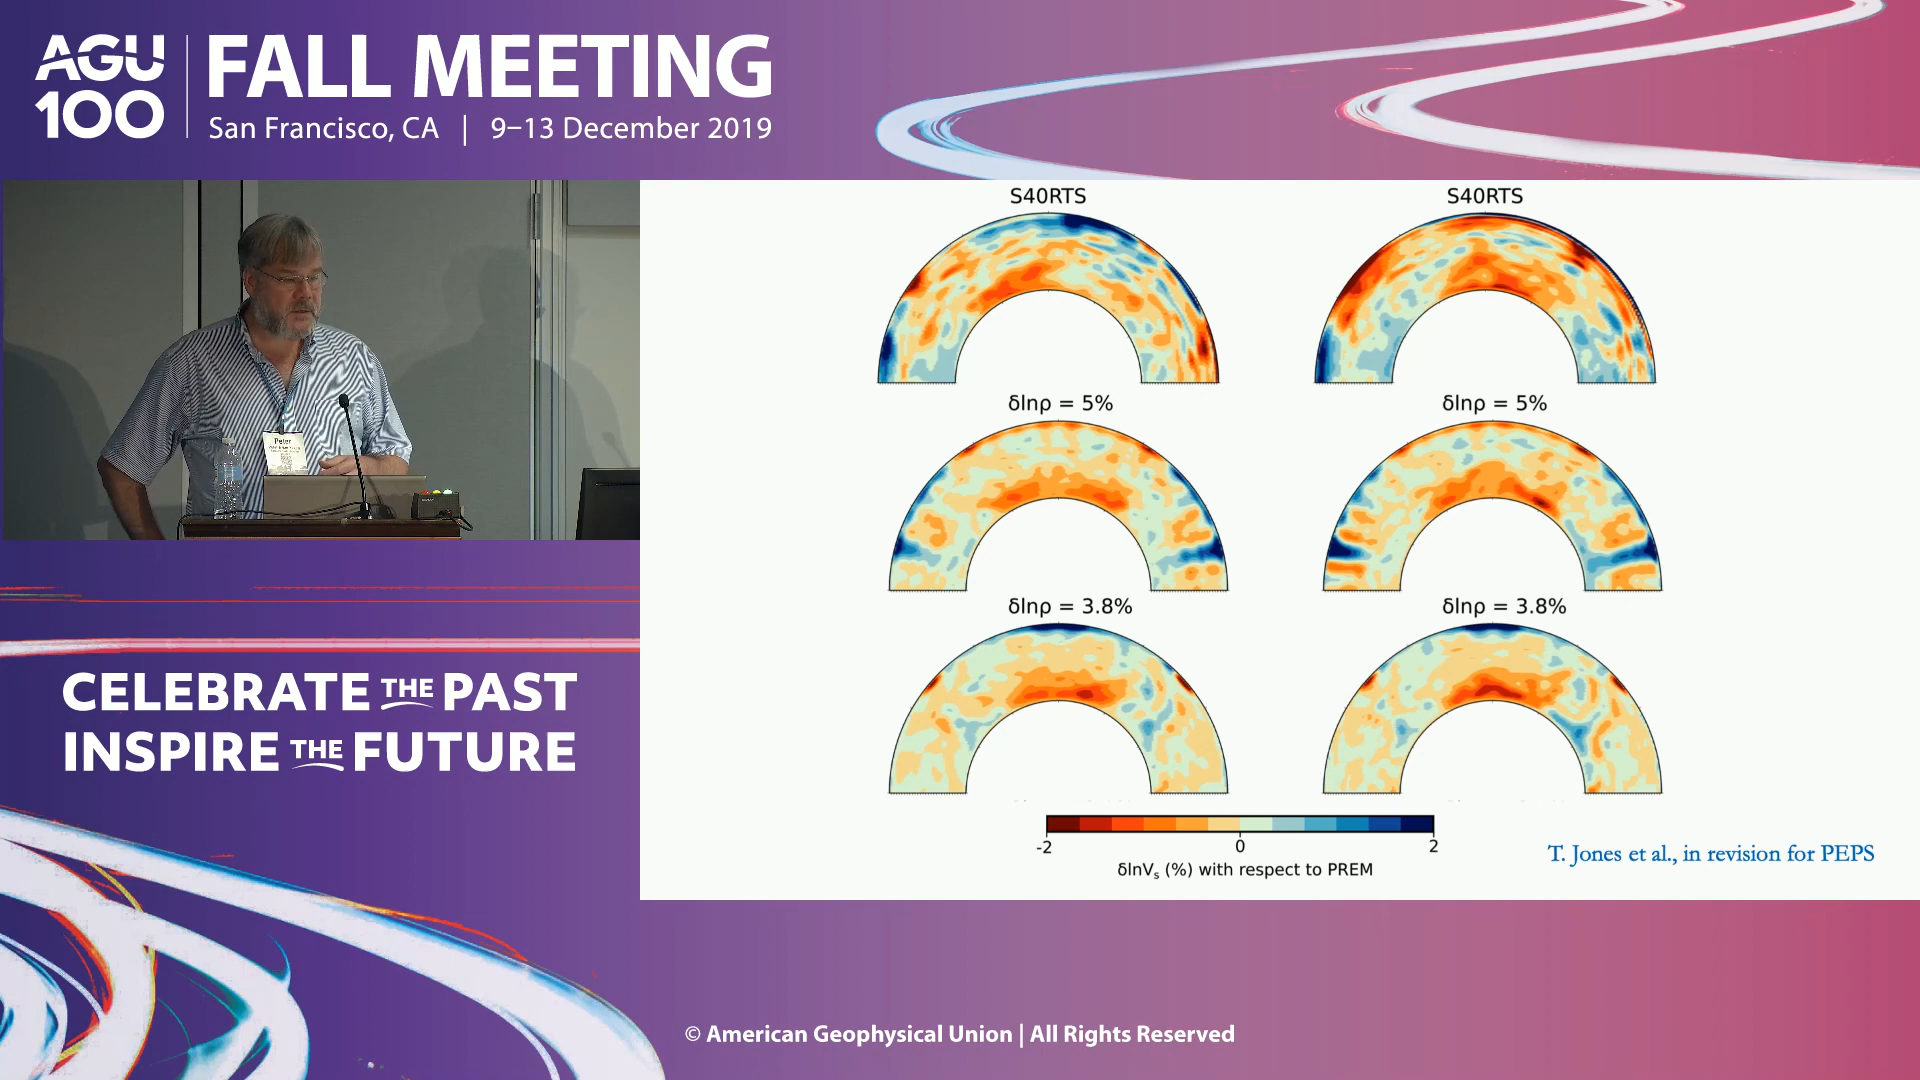 AGU
100
FALL MEETING
San Francisco, CA | 9–13 December 2019
Peter
S40RTS
S40RTS
δlnρ = 5%
δlnρ = 5%
δlnρ = 3.8%
δlnρ = 3.8%
-2
0
2
δlnVs (%) with respect to PREM
T. Jones et al., in revision for PEPS
CELEBRATE THE PAST
INSPIRE THE FUTURE
© American Geophysical Union | All Rights Reserved